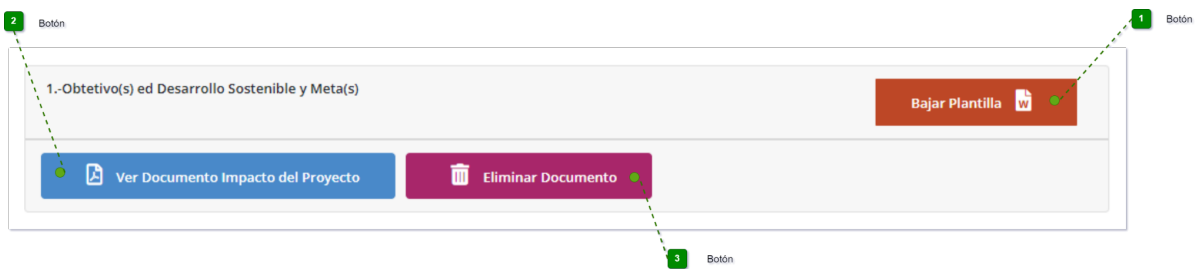 2 Botón
1 Botón
1.-Obtetivo(s) ed Desarrollo Sostenible y Meta(s)
Bajar Plantilla W
Ver Documento Impacto del Proyecto
Eliminar Documento
3 Botón